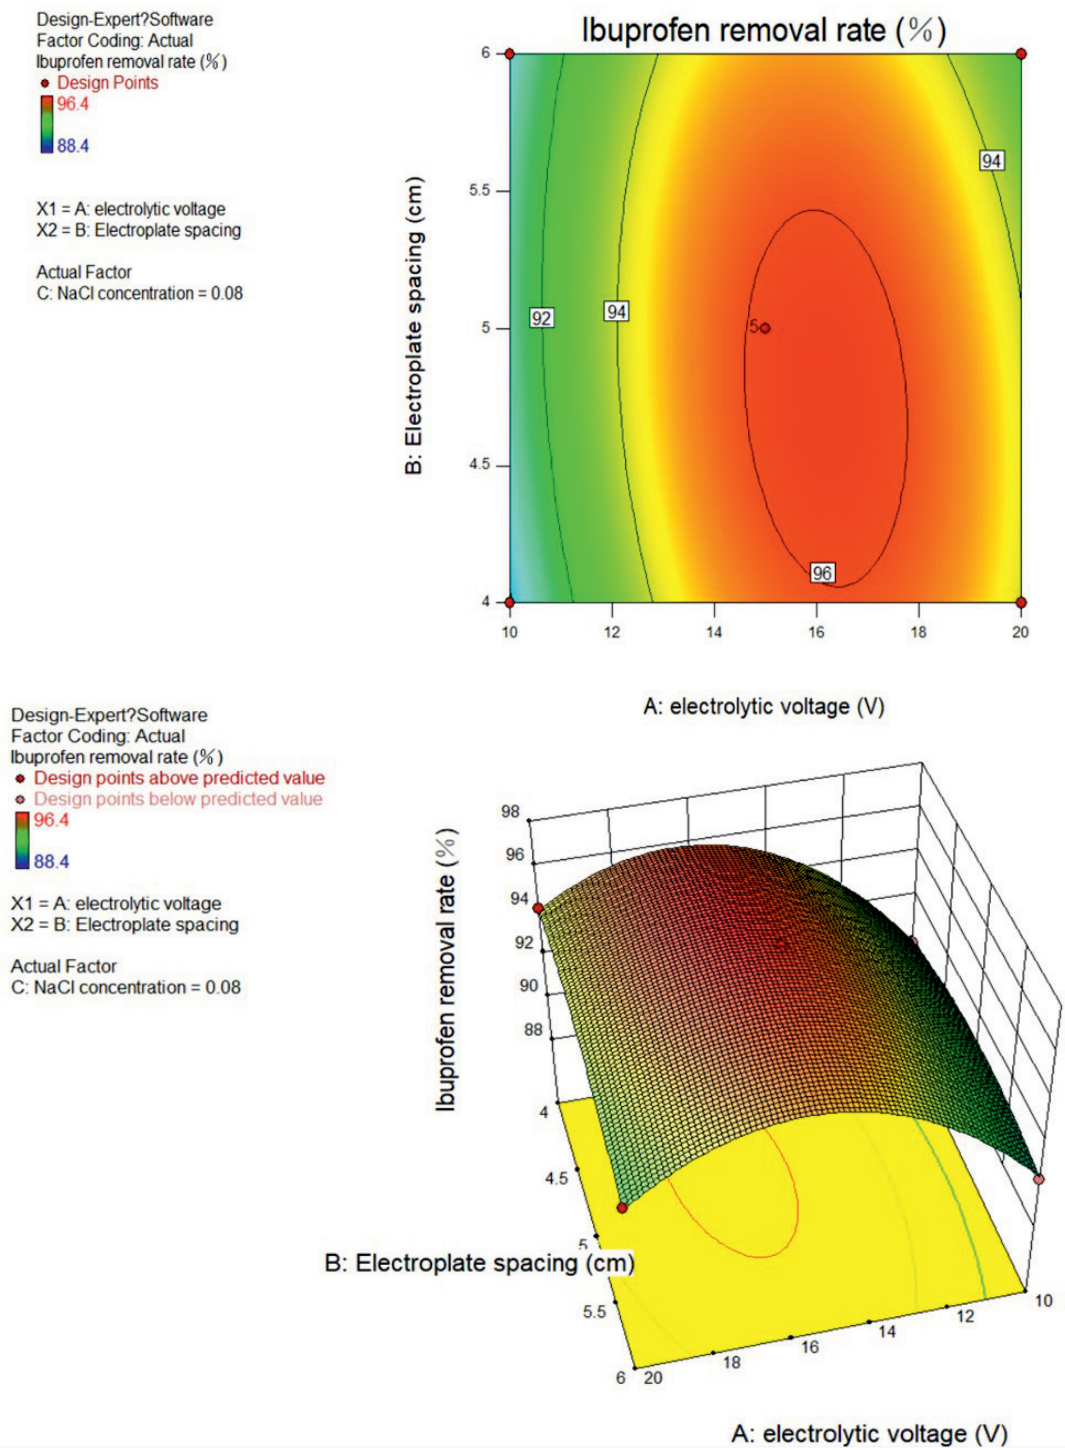 Design-Expert?Software
Factor Coding: Actual
Ibuprofen removal rate (%)
Design Points
96.4
88.4
X1 = A: electrolytic voltage
X2 = B: Electroplate spacing
Actual Factor
C: NaCl concentration = 0.08
Ibuprofen removal rate (%)
B: Electroplate spacing (cm)
6
5.5
5
4.5
4
92
94
94
96
5
10
12
14
16
18
20
A: electrolytic voltage (V)
Design-Expert?Software
Factor Coding: Actual
Ibuprofen removal rate (%)
Design points above predicted value
Design points below predicted value
96.4
88.4
X1 = A: electrolytic voltage
X2 = B: Electroplate spacing
Actual Factor
C: NaCl concentration = 0.08
Ibuprofen removal rate (%)
98
96
94
92
90
88
4
4.5
5
5.5
6
B: Electroplate spacing (cm)
20
18
16
14
12
10
A: electrolytic voltage (V)